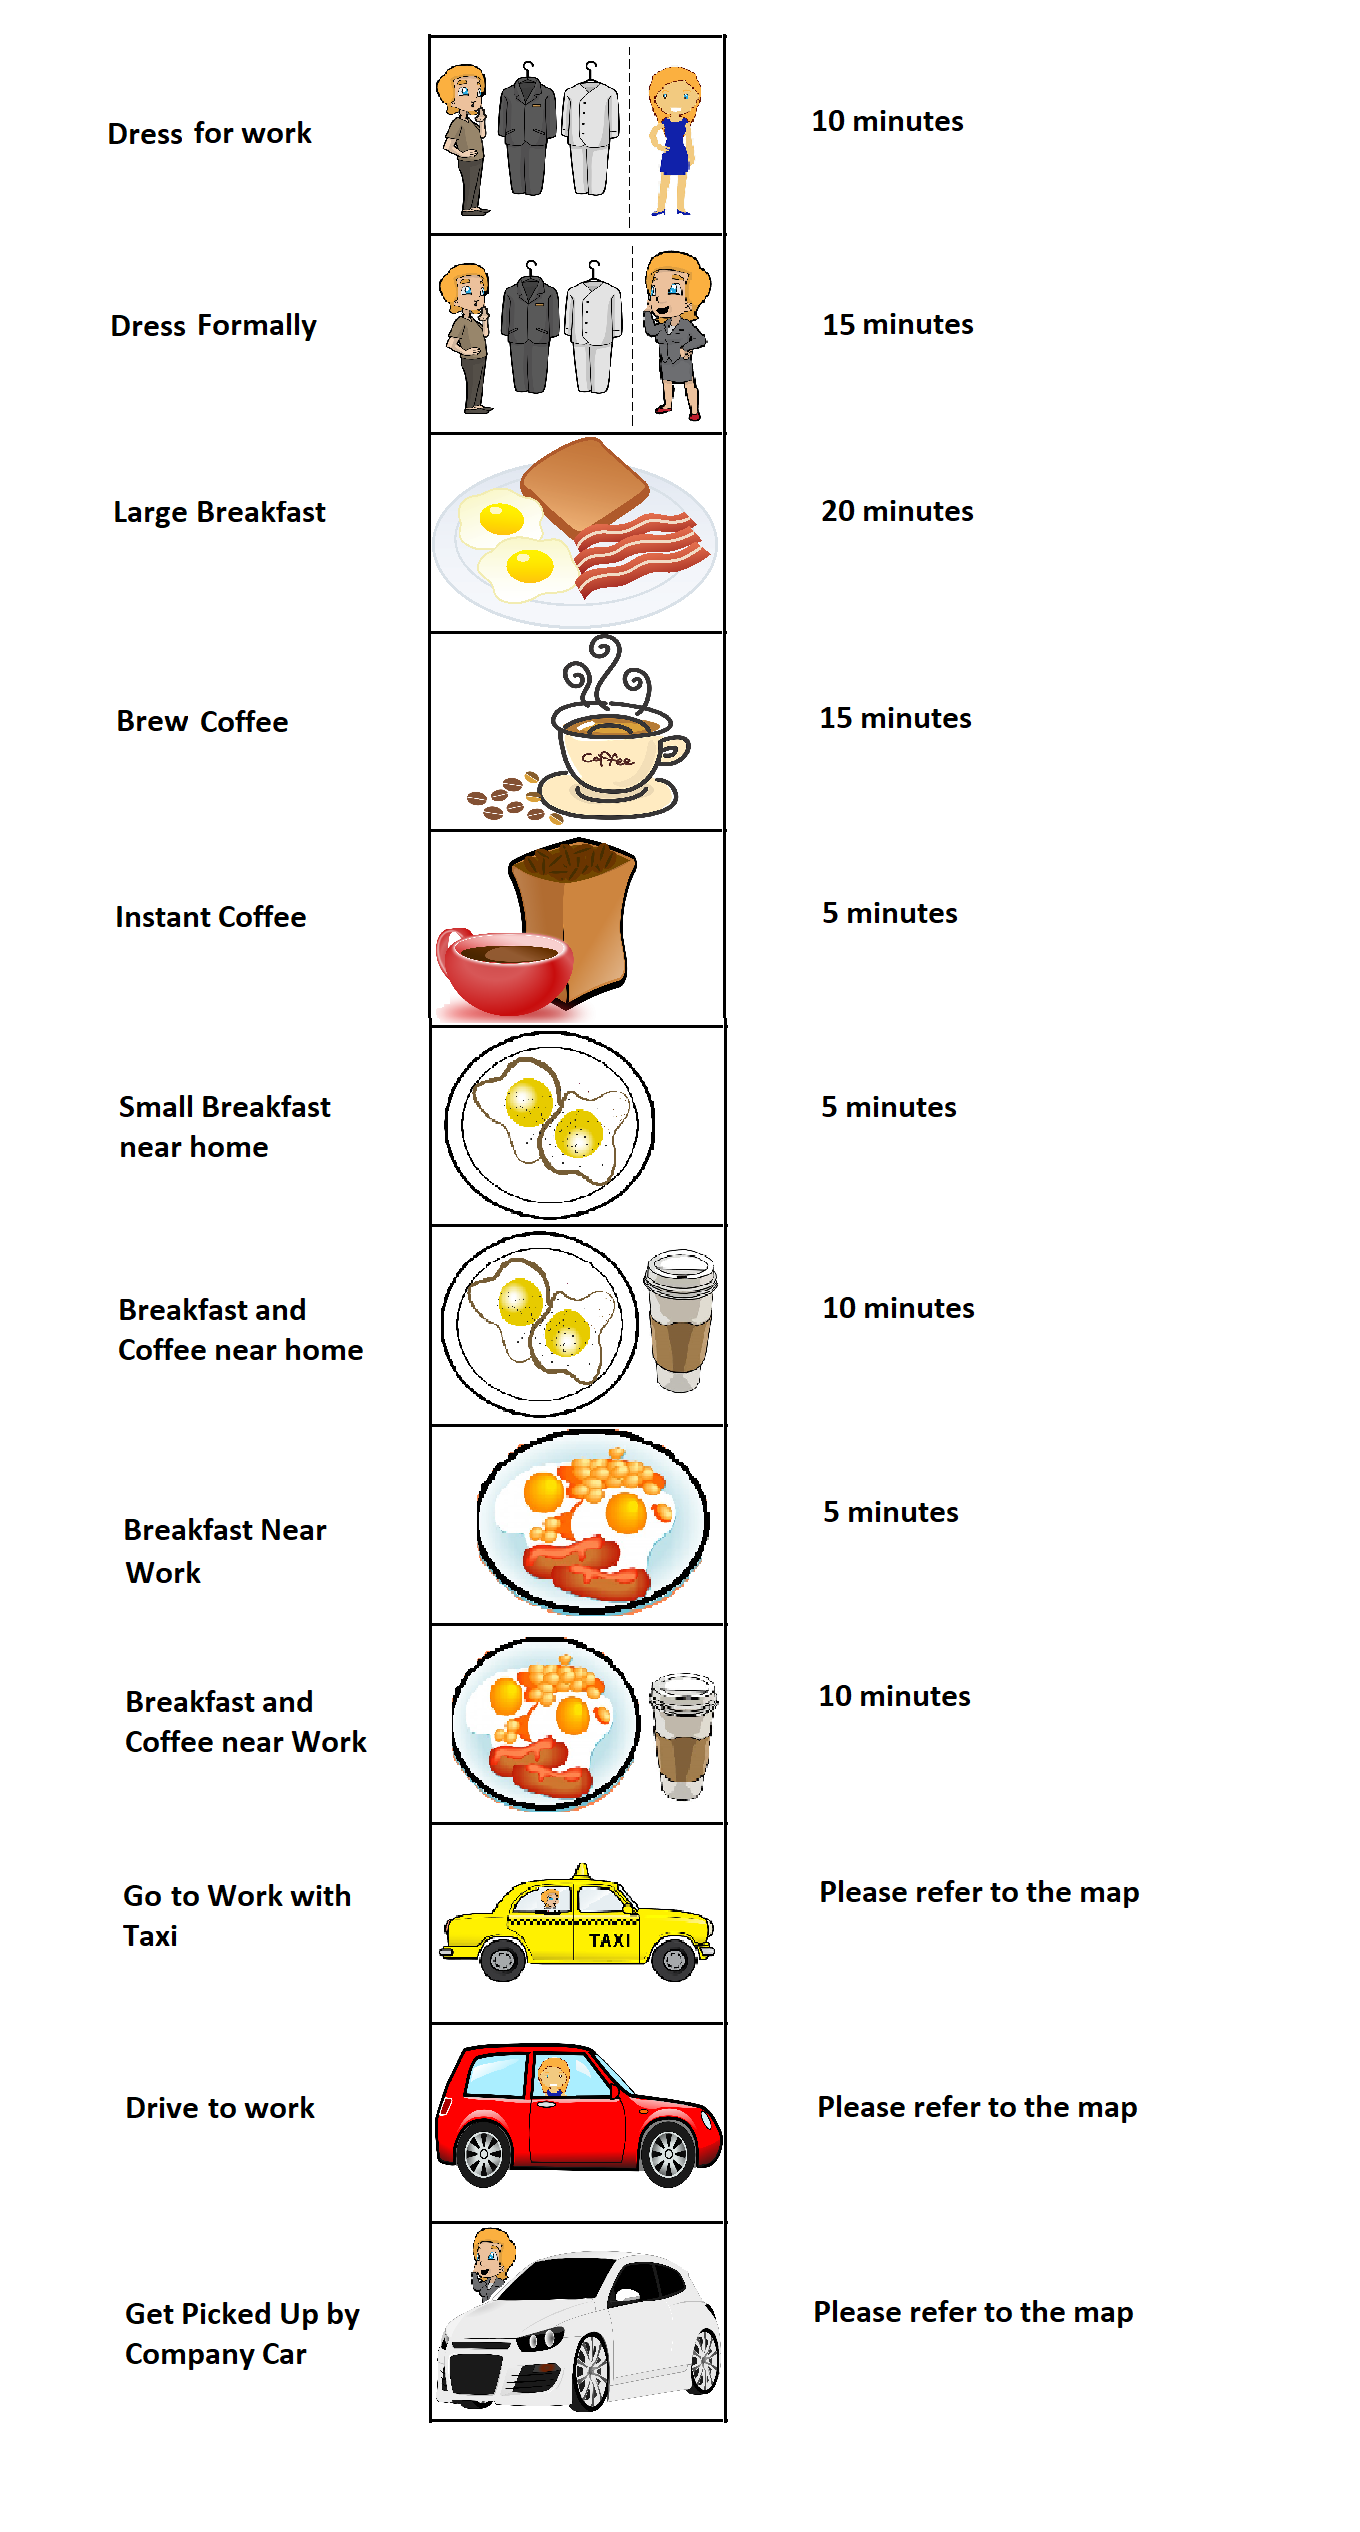 Dress for work
10 minutes
Dress Formally
15 minutes
Large Breakfast
20 minutes
Brew Coffee
Coffee
15 minutes
Instant Coffee
5 minutes
Small Breakfast
near home
5 minutes
Breakfast and
Coffee near home
10 minutes
Breakfast Near
Work
5 minutes
Breakfast and
Coffee near Work
10 minutes
Go to Work with
Taxi
TAXI
Please refer to the map
Drive to work
Please refer to the map
Get Picked Up by
Company Car
Please refer to the map